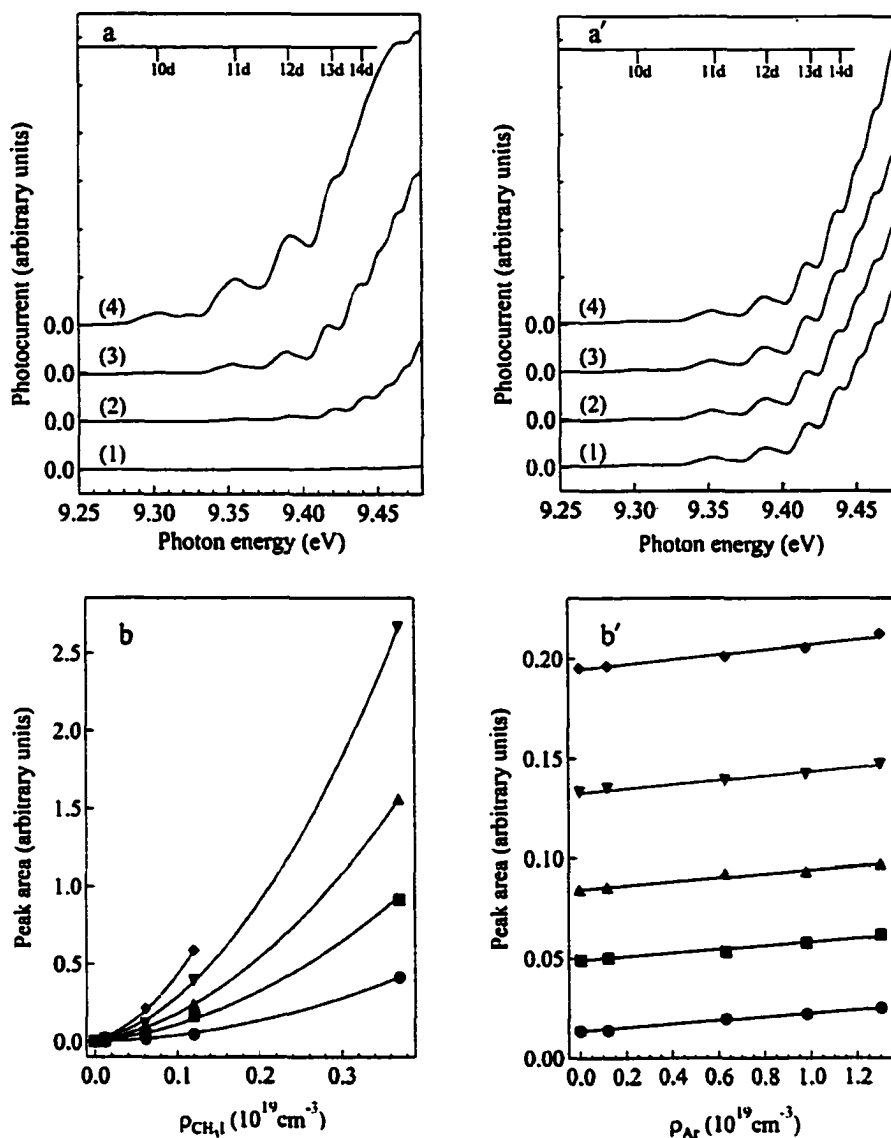 a
10d 11d 12d 13d 14d
Photocurrent (arbitrary units)
(4)
0.0
(3)
0.0
(2)
0.0
(1)
0.0
9.25 9.30 9.35 9.40 9.45
Photon energy (eV)
a′
10d 11d 12d 13d 14d
Photocurrent (arbitrary units)
(4)
0.0
(3)
0.0
(2)
0.0
(1)
0.0
9.25 9.30 9.35 9.40 9.45
Photon energy (eV)
b
Peak area (arbitrary units)
2.5
2.0
1.5
1.0
0.5
0.0
0.0 0.1 0.2 0.3
ρCH₃I (10¹⁹cm⁻³)
b′
Peak area (arbitrary units)
0.20
0.15
0.10
0.05
0.00
0.0 0.2 0.4 0.6 0.8 1.0 1.2
ρAr (10¹⁹cm⁻³)